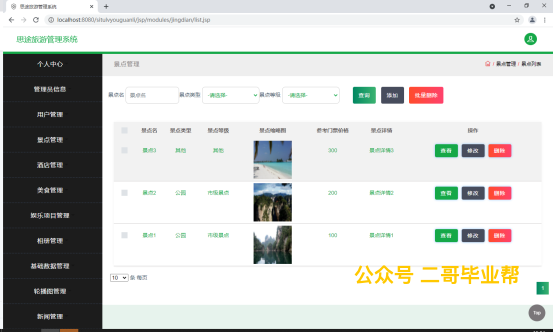 思途旅游管理系统
localhost:8080/situlvyouguanli/jsp/modules/jingdian/list.jsp
思途旅游管理系统
个人中心
管理员信息
用户管理
景点管理
酒店管理
美食管理
娱乐项目管理
相册管理
基础数据管理
轮播图管理
新闻管理
景点管理
/ 景点管理 / 景点列表
景点名 景点名 景点类型 -请选择- 景点等级 -请选择- 查询 添加 批量删除
景点名 景点类型 景点等级 景点缩略图 参考门票价格 景点详情 操作
景点3 其他 其他 300 景点详情3 查看 修改 删除
景点2 公园 市级景点 200 景点详情2 查看 修改 删除
景点1 公园 市级景点 100 景点详情1 查看 修改 删除
10 条 每页
公众号 二哥毕业帮
1
Top